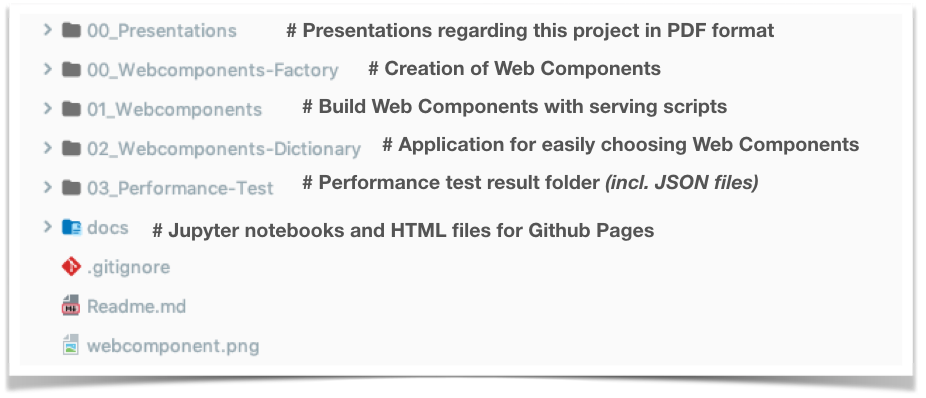 00_Presentations # Presentations regarding this project in PDF format
00_Webcomponents-Factory # Creation of Web Components
01_Webcomponents # Build Web Components with serving scripts
02_Webcomponents-Dictionary # Application for easily choosing Web Components
03_Performance-Test # Performance test result folder (incl. JSON files)
docs # Jupyter notebooks and HTML files for Github Pages
.gitignore
Readme.md
webcomponent.png